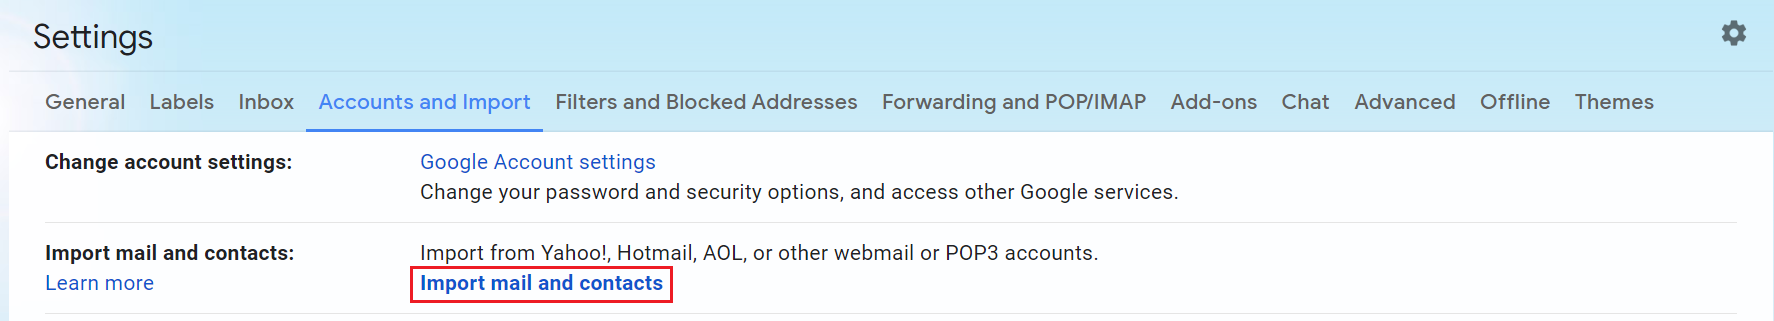 Settings
General Labels Inbox Accounts and Import Filters and Blocked Addresses Forwarding and POP/IMAP Add-ons Chat Advanced Offline Themes
Change account settings: Google Account settings
Change your password and security options, and access other Google services.
Import mail and contacts: Import from Yahoo!, Hotmail, AOL, or other webmail or POP3 accounts.
Learn more Import mail and contacts